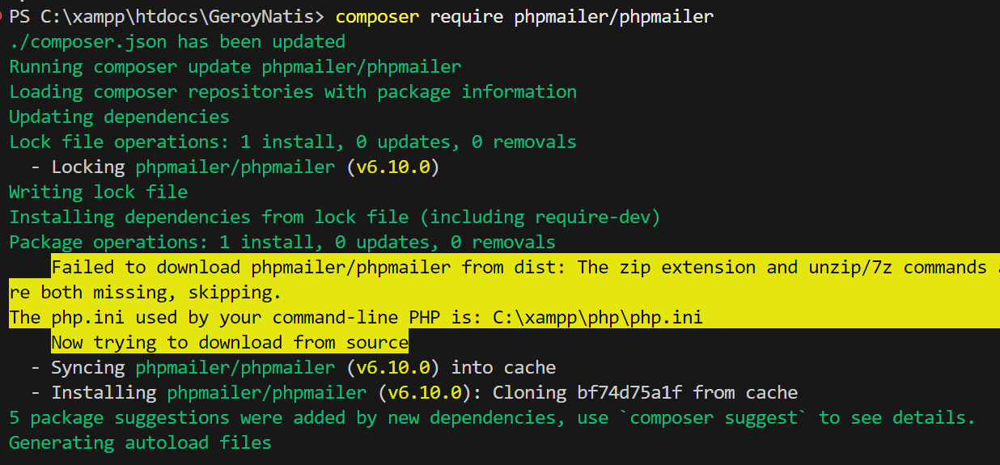 PS C:\xampp\htdocs\GeroyNatis> composer require phpmailer/phpmailer
./composer.json has been updated
Running composer update phpmailer/phpmailer
Loading composer repositories with package information
Updating dependencies
Lock file operations: 1 install, 0 updates, 0 removals
  - Locking phpmailer/phpmailer (v6.10.0)
Writing lock file
Installing dependencies from lock file (including require-dev)
Package operations: 1 install, 0 updates, 0 removals
    Failed to download phpmailer/phpmailer from dist: The zip extension and unzip/7z commands a
re both missing, skipping.
The php.ini used by your command-line PHP is: C:\xampp\php\php.ini
    Now trying to download from source
  - Syncing phpmailer/phpmailer (v6.10.0) into cache
  - Installing phpmailer/phpmailer (v6.10.0): Cloning bf74d75a1f from cache
5 package suggestions were added by new dependencies, use `composer suggest` to see details.
Generating autoload files